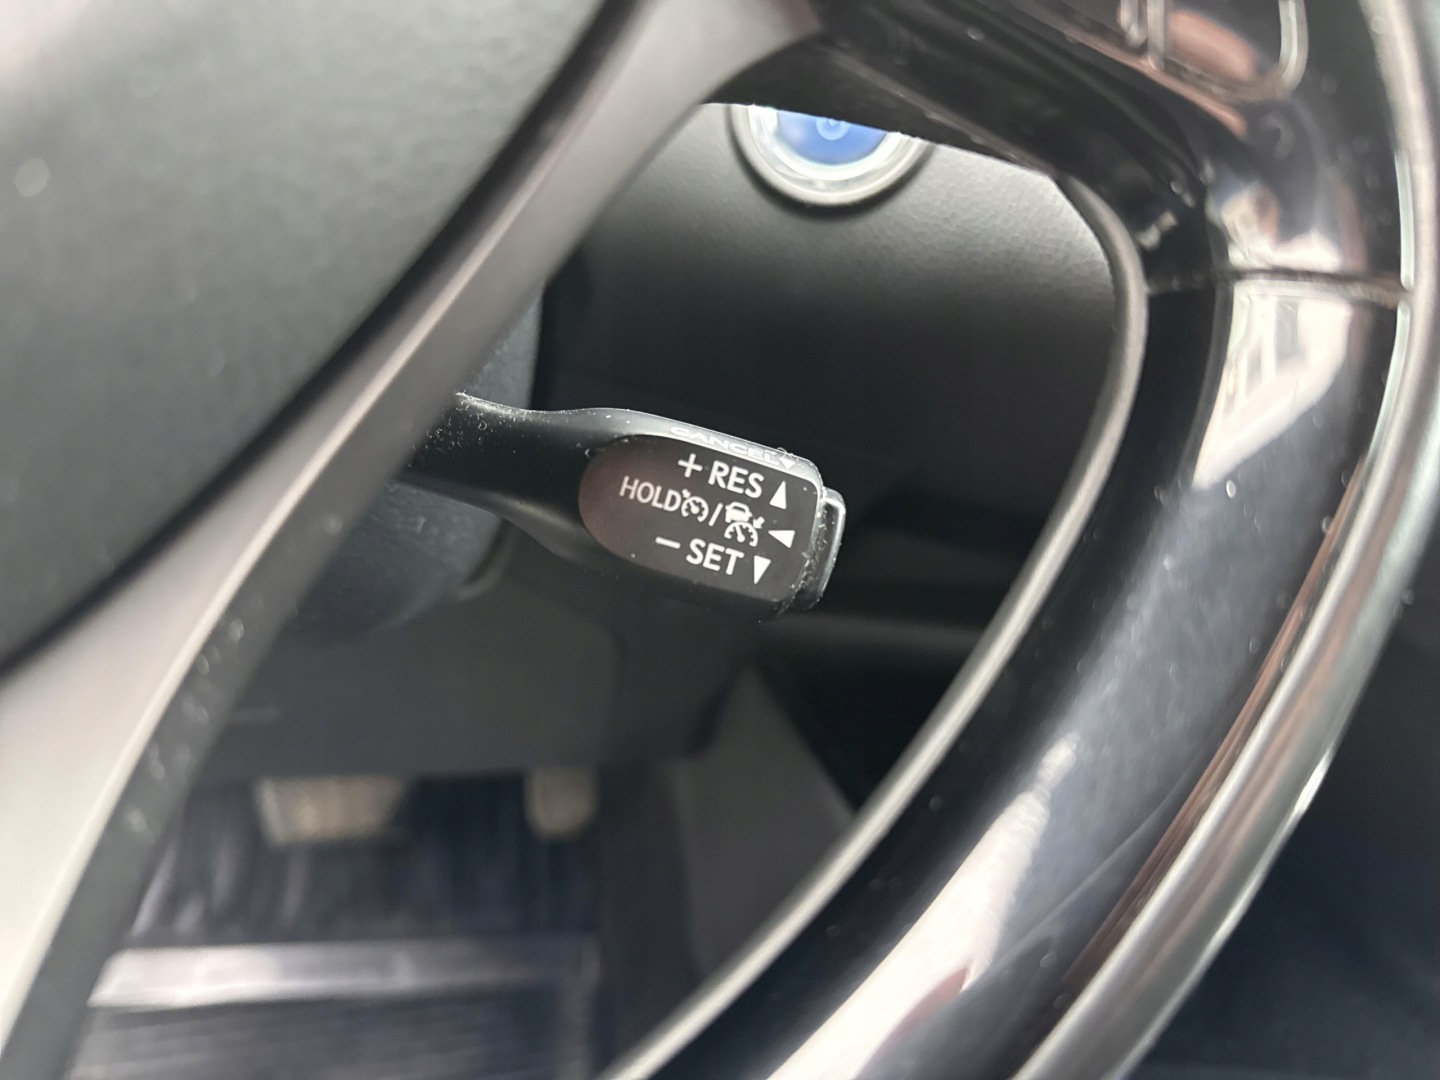 CANCEL
+ RES
HOLD /
− SET